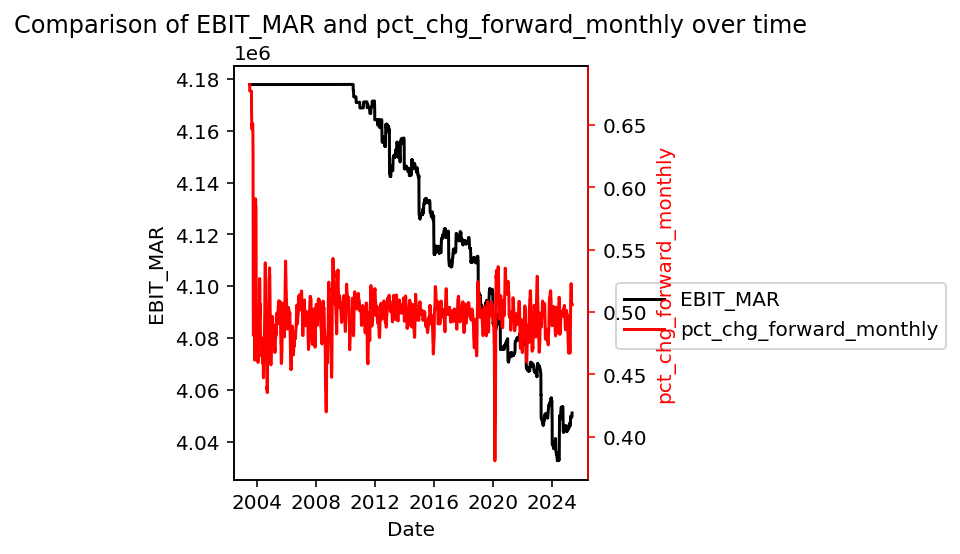 Comparison of EBIT_MAR and pct_chg_forward_monthly over time
1e6
4.18
4.16
4.14
4.12
4.10
4.08
4.06
4.04
EBIT_MAR
0.65
0.60
0.55
0.50
0.45
0.40
pct_chg_forward_monthly
EBIT_MAR
pct_chg_forward_monthly
2004 2008 2012 2016 2020 2024
Date